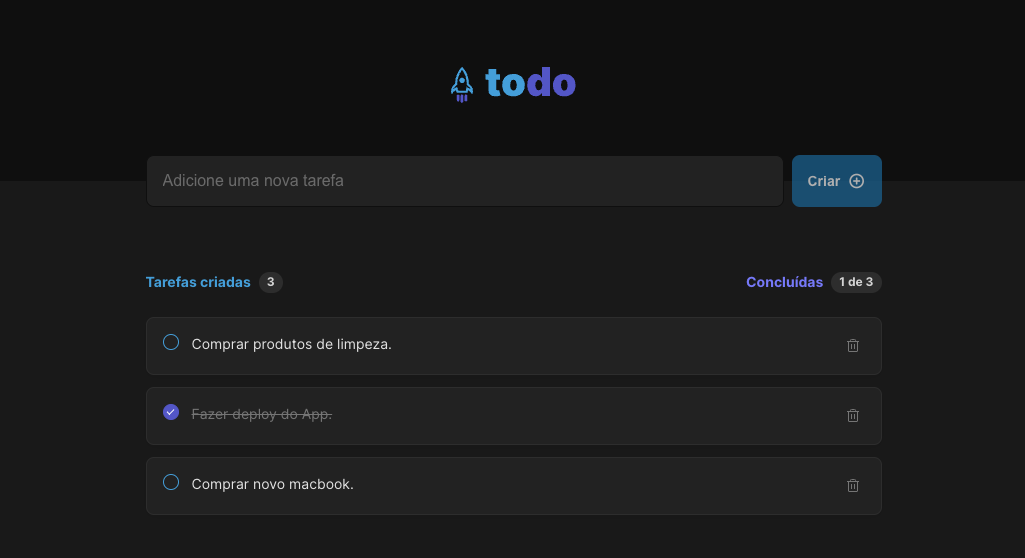 todo
Adicione uma nova tarefa
Criar
Tarefas criadas 3
Concluídas 1 de 3
Comprar produtos de limpeza.
Fazer deploy do App.
Comprar novo macbook.